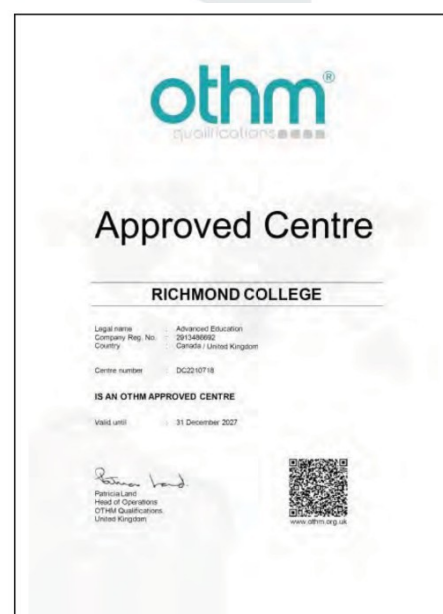 othm®
qualifications
Approved Centre
RICHMOND COLLEGE
Legal name : Advanced Education
Company Reg. No. : 2913486692
Country : Canada / United Kingdom
Centre number : DC2210718
IS AN OTHM APPROVED CENTRE
Valid until : 31 December 2027
Patricia Land
Head of Operations
OTHM Qualifications
United Kingdom
www.othm.org.uk